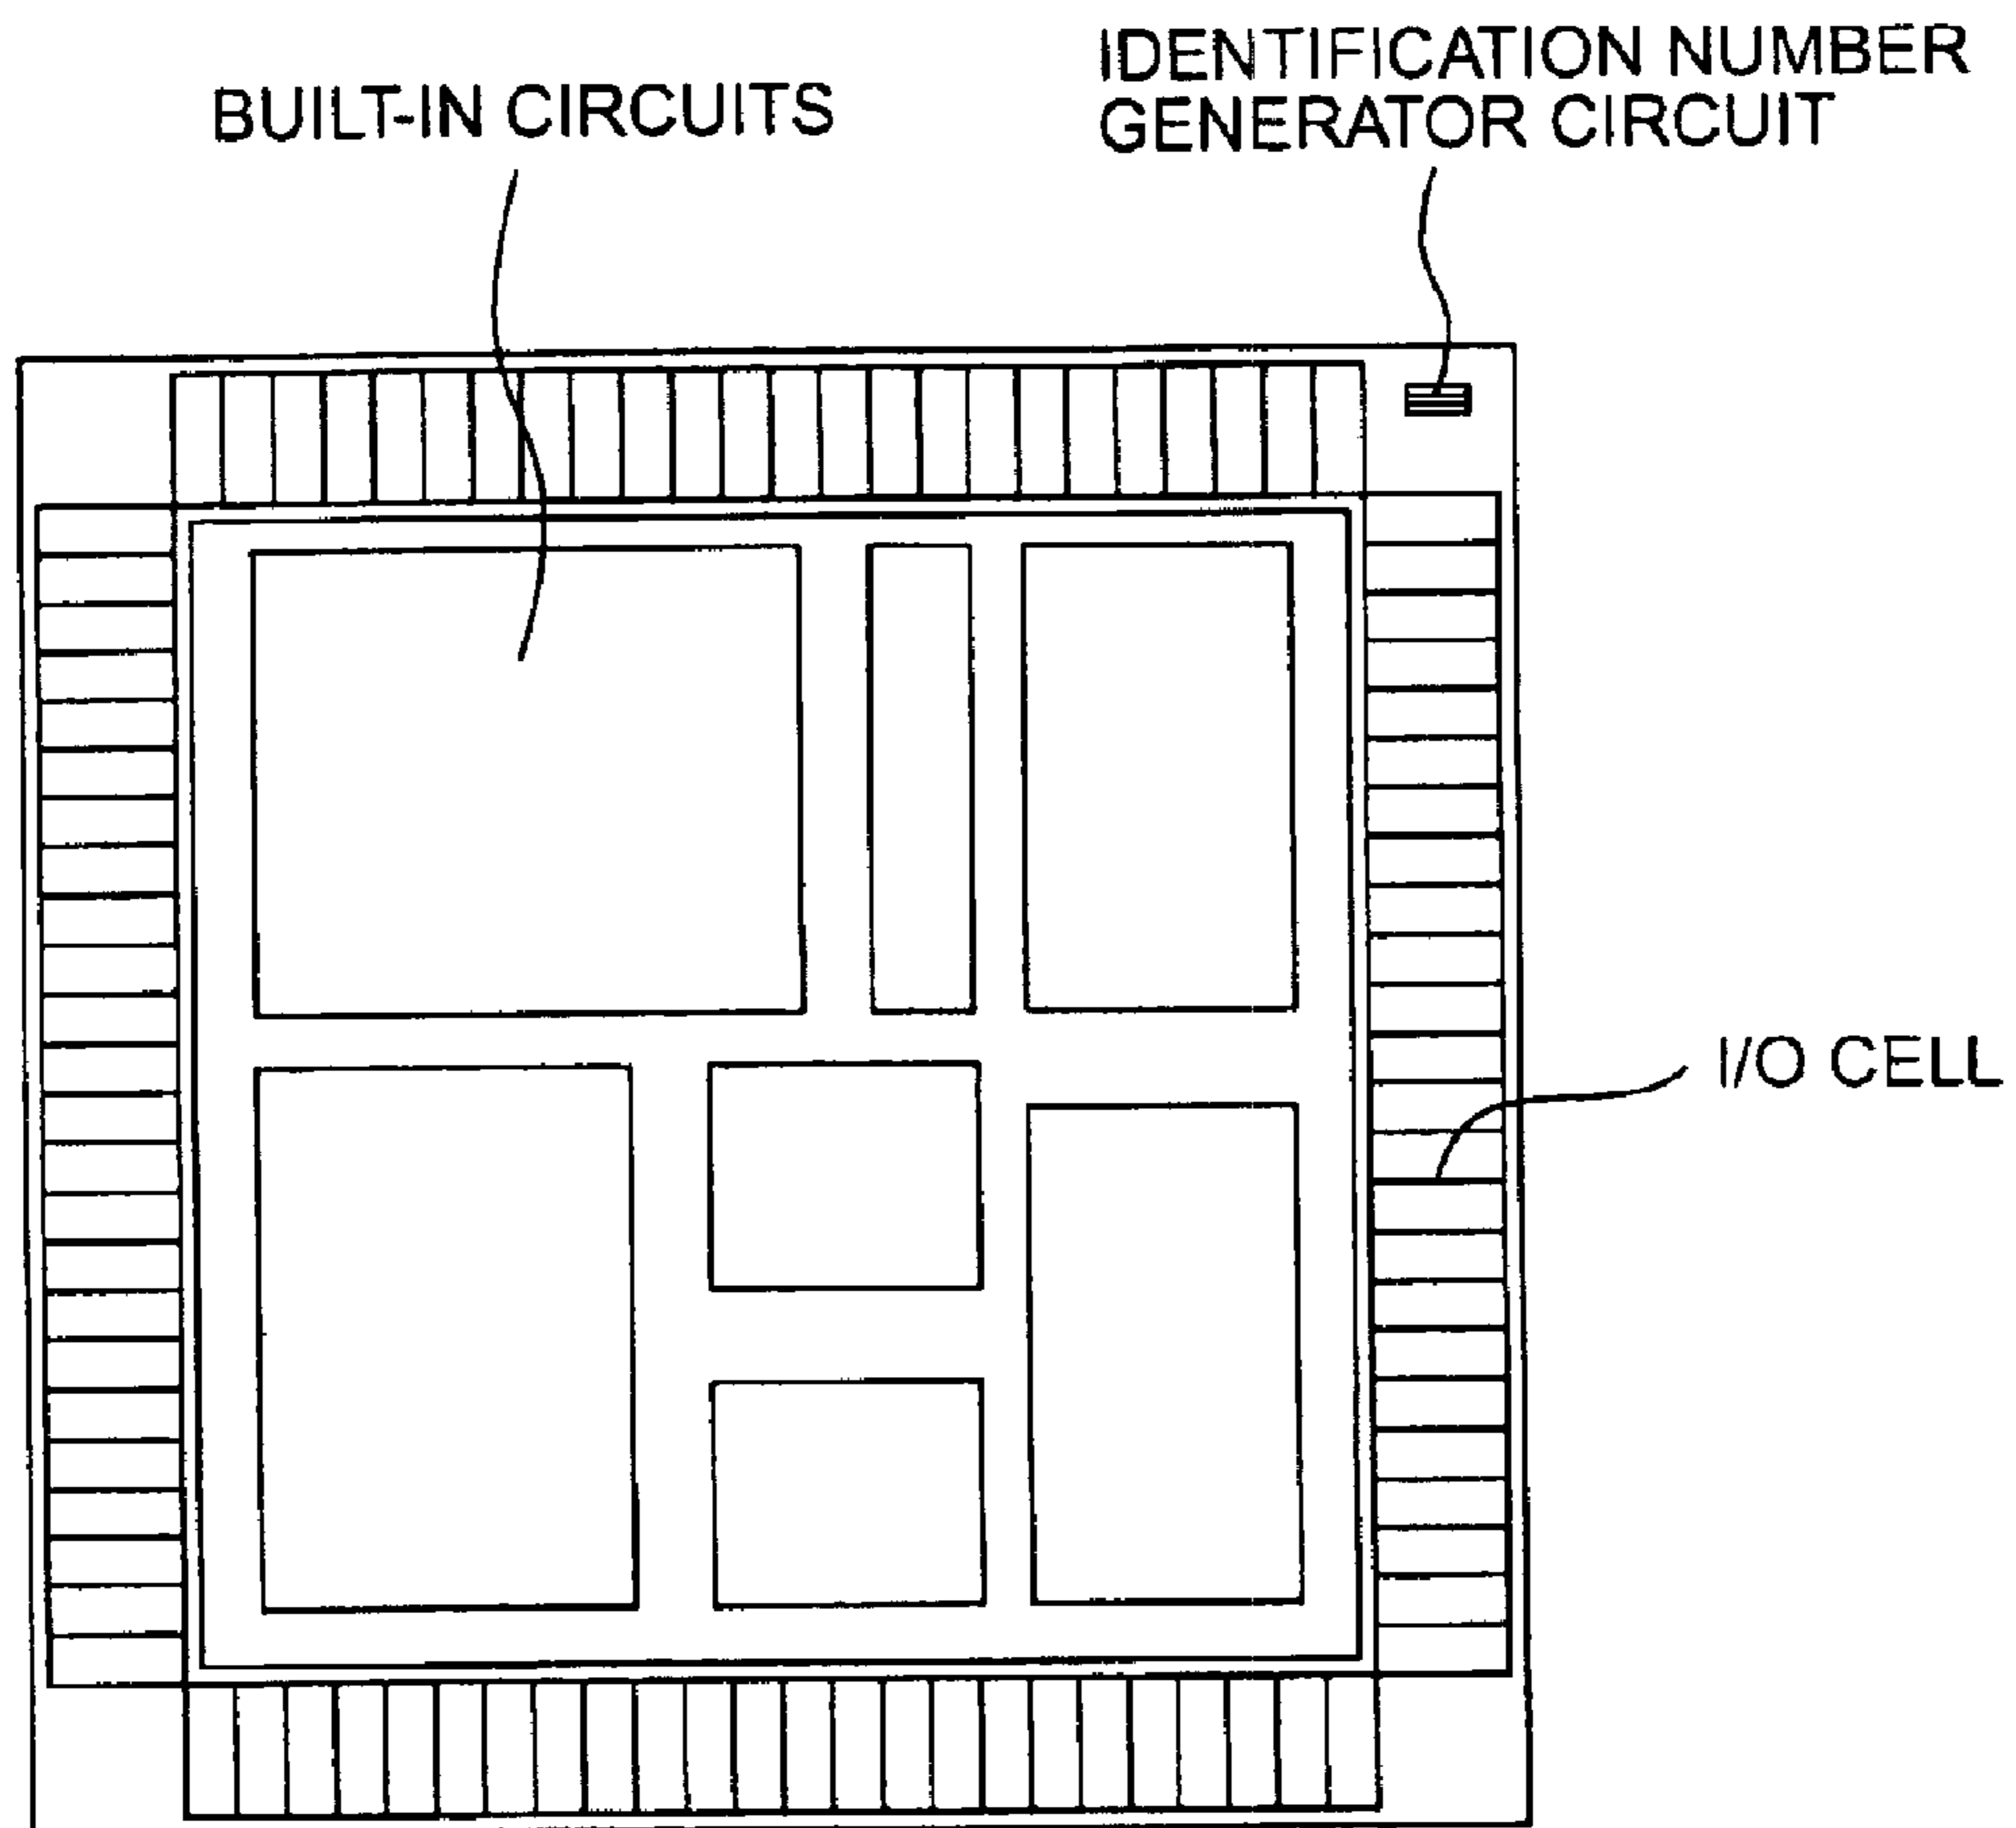 IDENTIFICATION NUMBER
GENERATOR CIRCUIT
BUILT-IN CIRCUITS
I/O CELL